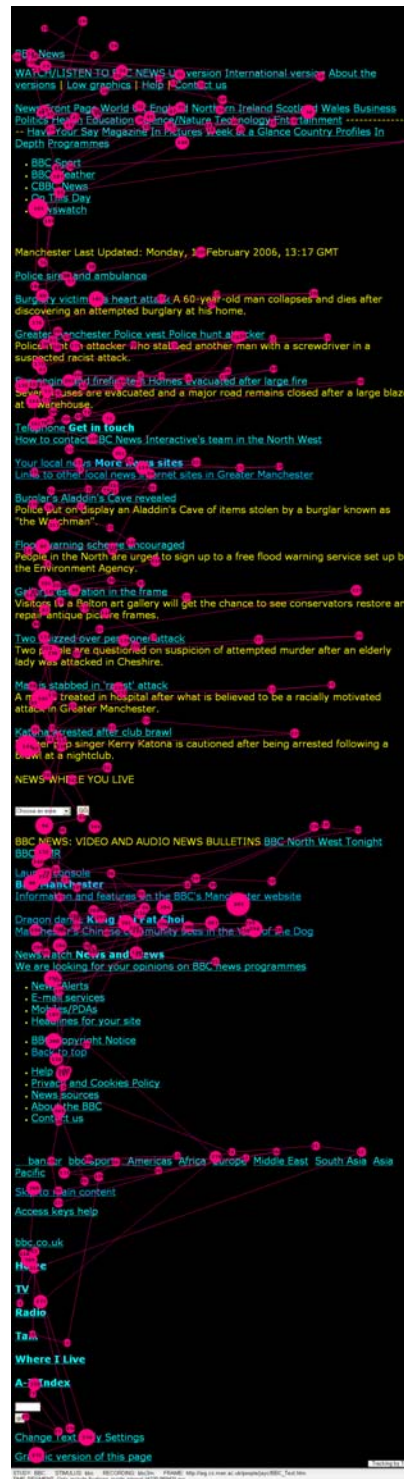 BBC News
WATCH/LISTEN TO BBC NEWS UK version International version About the
versions | Low graphics | Help | Contact us
News Front Page World UK England Northern Ireland Scotland Wales Business
Politics Health Education Science/Nature Technology Entertainment -------------
-- Have Your Say Magazine In Pictures Week at a Glance Country Profiles In
Depth Programmes
BBC Sport
BBC Weather
CBBC News
On This Day
Newswatch
Manchester Last Updated: Monday, February 2006, 13:17 GMT
Police siren and ambulance
Burglary victim's heart attack A 60-year-old man collapses and dies after
discovering an attempted burglary at his home.
Greater Manchester Police vest Police hunt attacker
Police hunt an attacker who stabbed another man with a screwdriver in a
suspected racist attack.
Fire engine and firefighters Homes evacuated after large fire
Several houses are evacuated and a major road remains closed after a large blaze
at a warehouse.
Telephone Get in touch
How to contact BBC News Interactive's team in the North West
Your local news More news sites
Links to other local news internet sites in Greater Manchester
Burglar's Aladdin's Cave revealed
Police put on display an Aladdin's Cave of items stolen by a burglar known as
"the Watchman".
Flood warning scheme encouraged
People in the North are urged to sign up to a free flood warning service set up by
the Environment Agency.
Gallery restoration in the frame
Visitors to a Bolton art gallery will get the chance to see conservators restore and
repair antique picture frames.
Two quizzed over pensioner attack
Two people are questioned on suspicion of attempted murder after an elderly
lady was attacked in Cheshire.
Man is stabbed in 'racist' attack
A man is treated in hospital after what is believed to be a racially motivated
attack in Greater Manchester.
Katona arrested after club brawl
Former pop singer Kerry Katona is cautioned after being arrested following a
brawl at a nightclub.
NEWS WHERE YOU LIVE
Choose an area
BBC NEWS: VIDEO AND AUDIO NEWS BULLETINS BBC North West Tonight
BBC GMR
Launch console
BBC Manchester
Information and features on the BBC's Manchester website
Dragon dance Kung Hei Fat Choi
Manchester's Chinese community sees in the Year of the Dog
Newswatch News and Views
We are looking for your opinions on BBC news programmes
News Alerts
E-mail services
Mobiles/PDAs
Headlines for your site
BBC Copyright Notice
Back to top
Help
Privacy and Cookies Policy
News sources
About the BBC
Contact us
banner bbc sport Americas Africa Europe Middle East South Asia Asia
Pacific
Skip to main content
Access keys help
bbc.co.uk
Home
TV
Radio
Talk
Where I Live
A-Z Index
Change Text Only Settings
Graphic version of this page